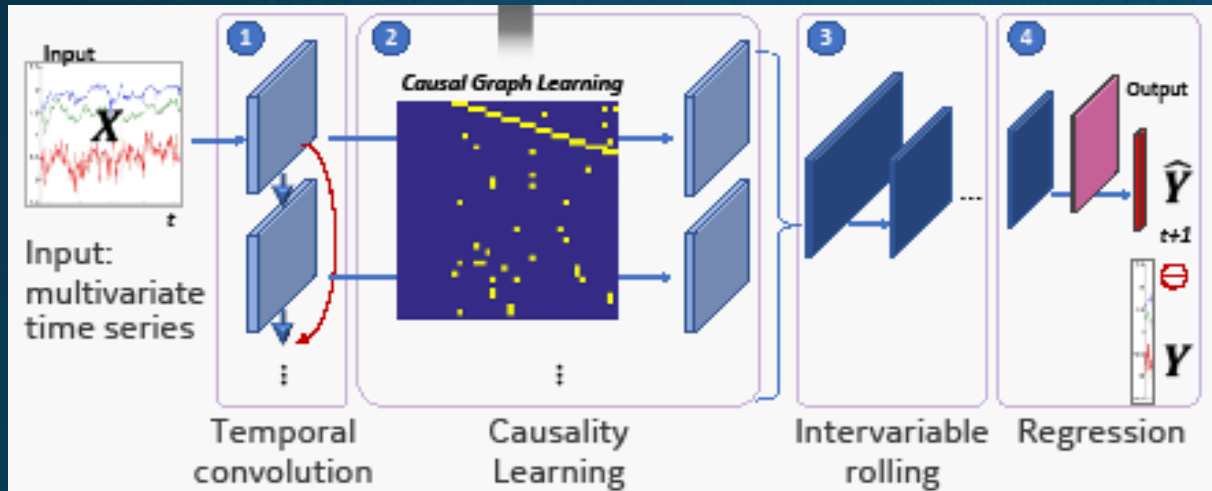 Input
X
t
Input:
multivariate
time series
1
⋮
Temporal
convolution
2
Causal Graph Learning
⋮
Causality
Learning
3
...
Intervariable
rolling
4
Output
Ŷ
t+1
Y
Regression